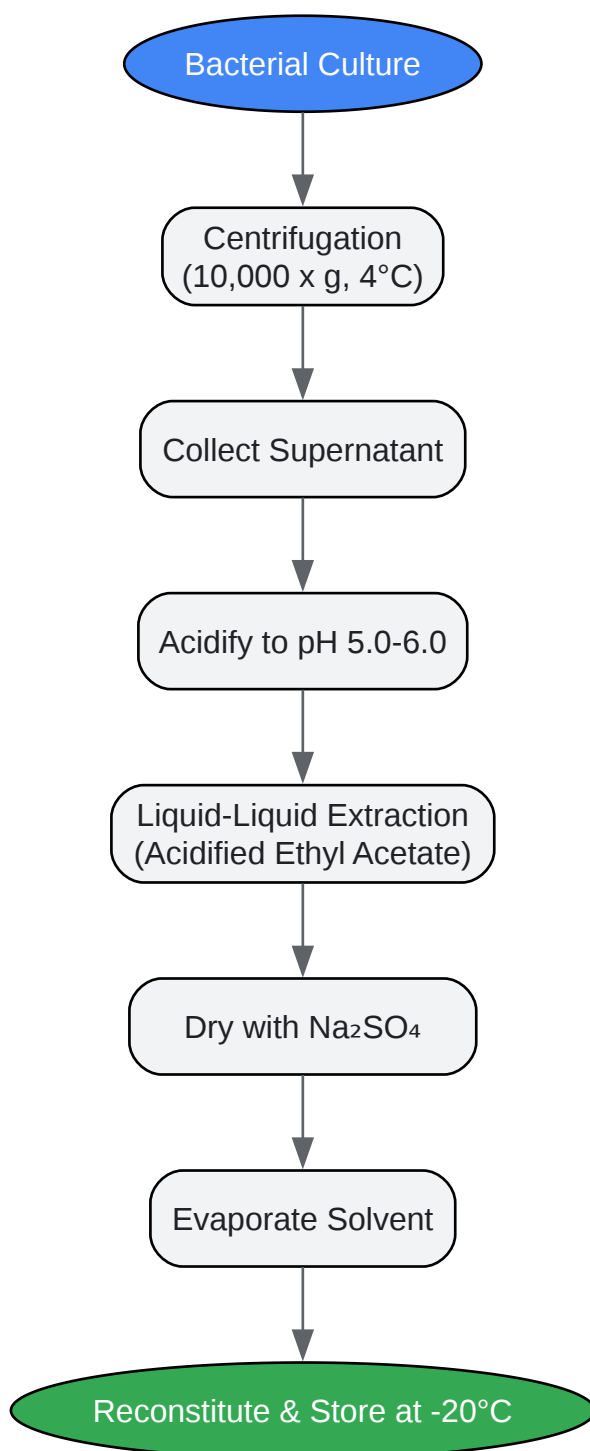 Bacterial Culture
Centrifugation
(10,000 x g, 4°C)
Collect Supernatant
Acidify to pH 5.0-6.0
Liquid-Liquid Extraction
(Acidified Ethyl Acetate)
Dry with Na₂SO₄
Evaporate Solvent
Reconstitute & Store at -20°C